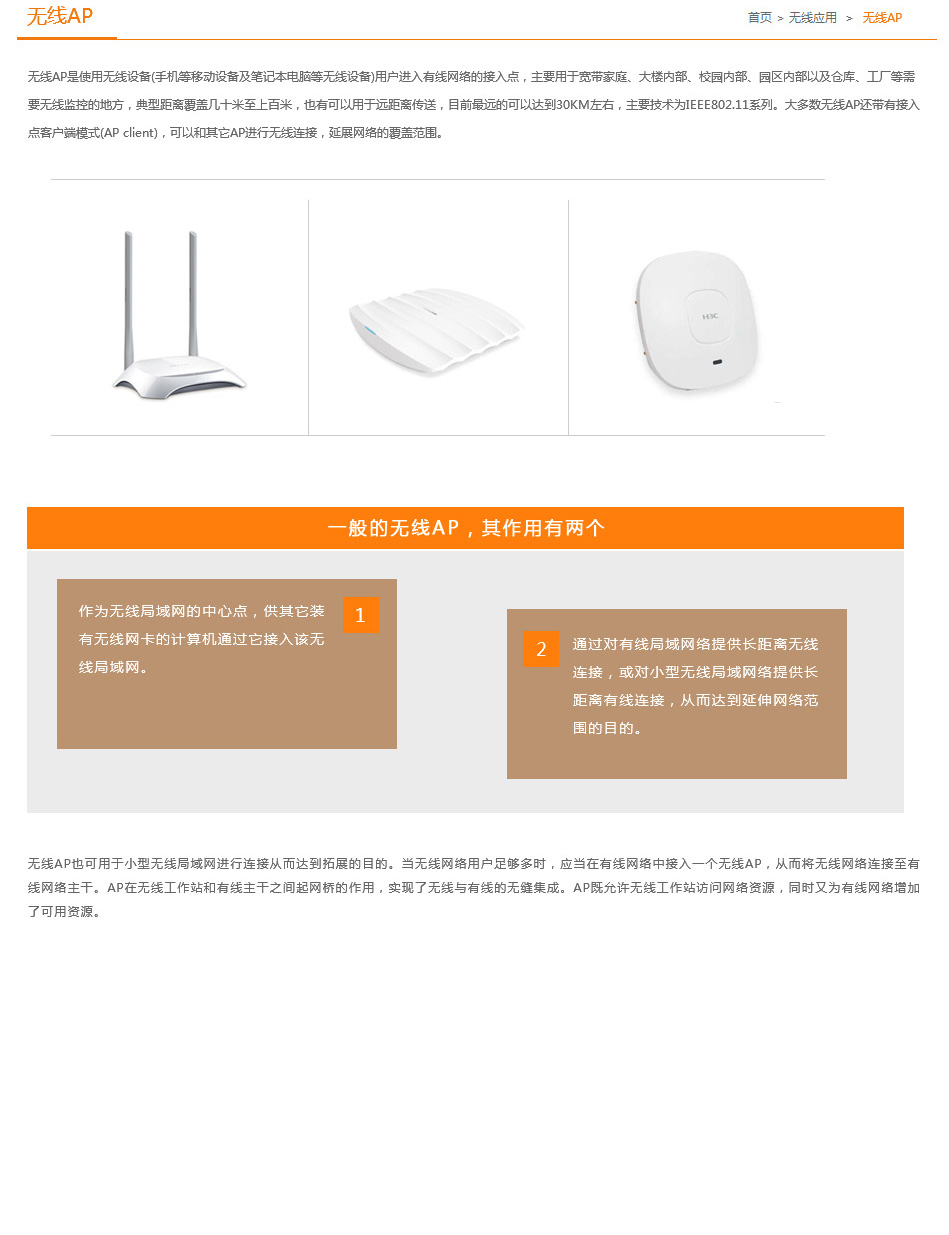 无线AP
首页 > 无线应用 > 无线AP
无线AP是使用无线设备(手机等移动设备及笔记本电脑等无线设备)用户进入有线网络的接入点，主要用于宽带家庭、大楼内部、校园内部、园区内部以及仓库、工厂等需
要无线监控的地方，典型距离覆盖几十米至上百米，也有可以用于远距离传送，目前最远的可以达到30KM左右，主要技术为IEEE802.11系列。大多数无线AP还带有接入
点客户端模式(AP client)，可以和其它AP进行无线连接，延展网络的覆盖范围。
H3C
一般的无线AP，其作用有两个
作为无线局域网的中心点，供其它装
有无线网卡的计算机通过它接入该无
线局域网。
1
2
通过对有线局域网络提供长距离无线
连接，或对小型无线局域网络提供长
距离有线连接，从而达到延伸网络范
围的目的。
无线AP也可用于小型无线局域网进行连接从而达到拓展的目的。当无线网络用户足够多时，应当在有线网络中接入一个无线AP，从而将无线网络连接至有
线网络主干。AP在无线工作站和有线主干之间起网桥的作用，实现了无线与有线的无缝集成。AP既允许无线工作站访问网络资源，同时又为有线网络增加
了可用资源。